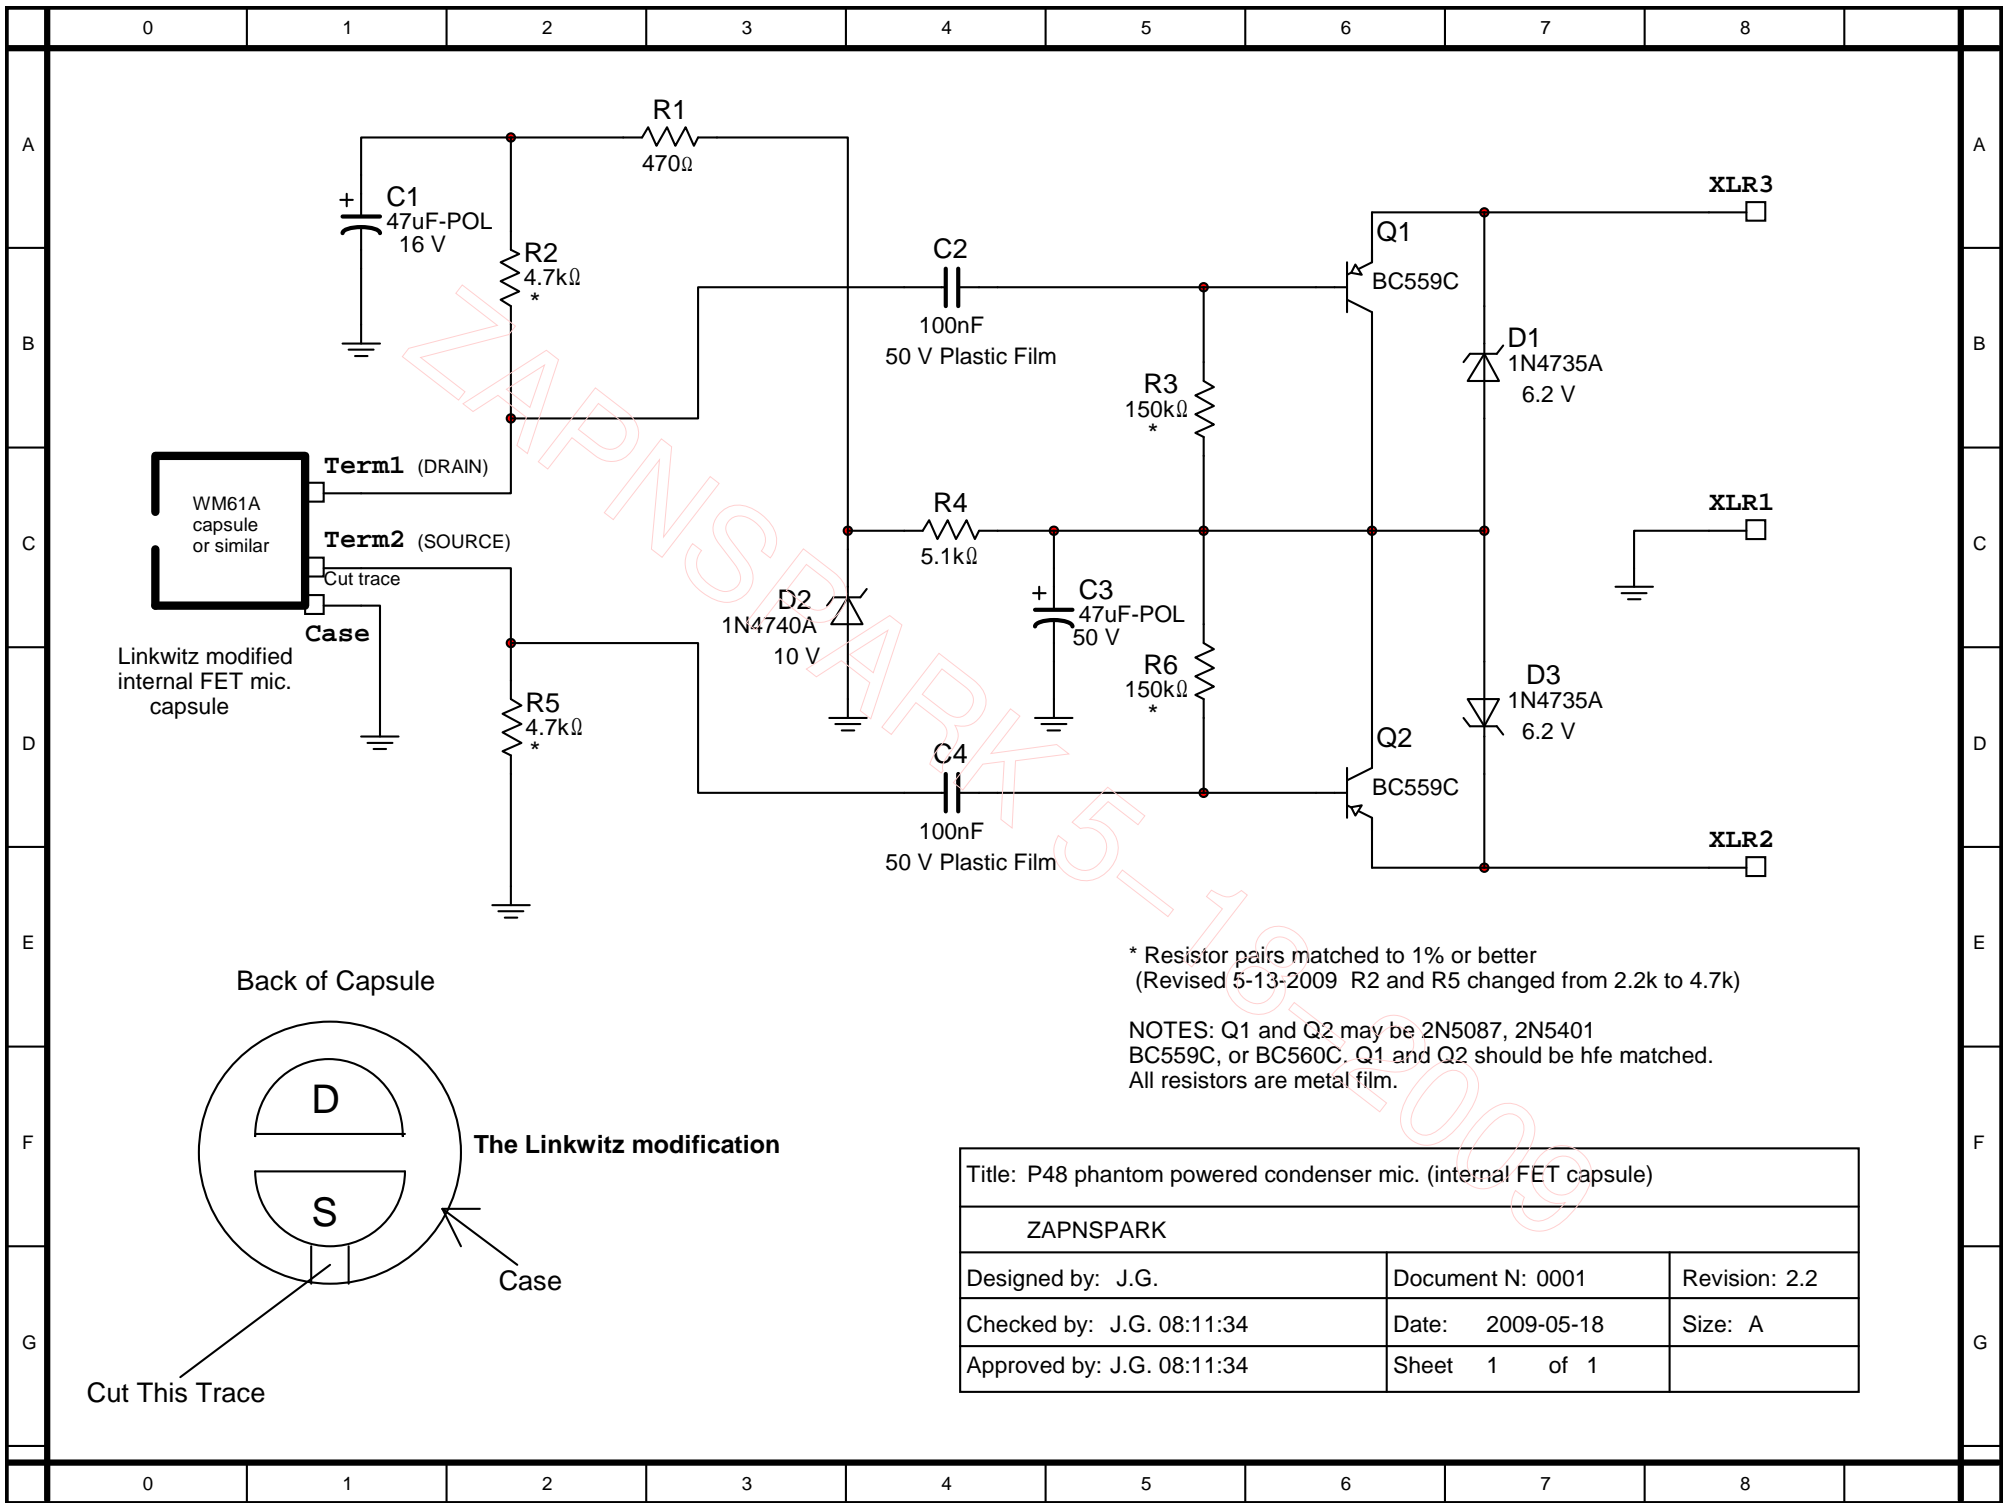 0 1 2 3 4 5 6 7 8
A A
B B
C C
D D
E E
F F
G G
R1
470Ω
+
C1
47uF-POL
16 V
R2
4.7kΩ
*
C2
100nF
50 V Plastic Film
XLR3
Q1
BC559C
D1
1N4735A
6.2 V
R3
150kΩ
*
Term1 (DRAIN)
WM61A
capsule
or similar
Term2 (SOURCE)
Cut trace
Case
Linkwitz modified
internal FET mic.
capsule
R4
5.1kΩ
XLR1
D2
1N4740A
10 V
+
C3
47uF-POL
50 V
R6
150kΩ
*
D3
1N4735A
6.2 V
R5
4.7kΩ
*
Q2
BC559C
C4
100nF
50 V Plastic Film
XLR2
ZAPNSPARK 5-18-2009
* Resistor pairs matched to 1% or better
(Revised 5-13-2009 R2 and R5 changed from 2.2k to 4.7k)
NOTES: Q1 and Q2 may be 2N5087, 2N5401
BC559C, or BC560C. Q1 and Q2 should be hfe matched.
All resistors are metal film.
Back of Capsule
D
S
The Linkwitz modification
Case
Cut This Trace
Title: P48 phantom powered condenser mic. (internal FET capsule)
ZAPNSPARK
Designed by: J.G. Document N: 0001 Revision: 2.2
Checked by: J.G. 08:11:34 Date: 2009-05-18 Size: A
Approved by: J.G. 08:11:34 Sheet 1 of 1
0 1 2 3 4 5 6 7 8